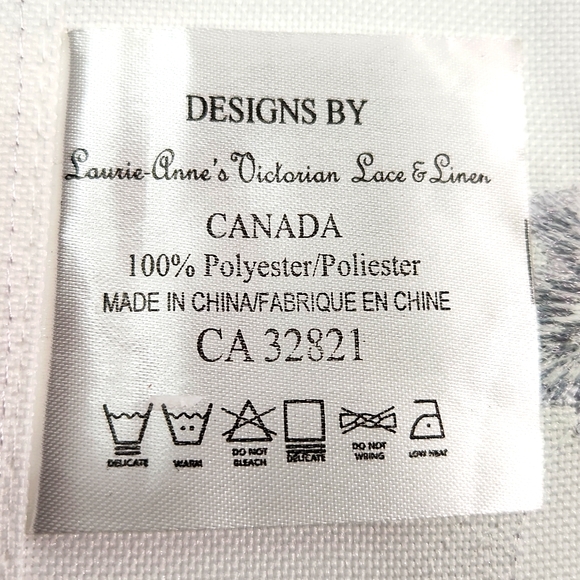 DESIGNS BY
Laurie-Anne's Victorian Lace & Linen
CANADA
100% Polyester/Poliester
MADE IN CHINA/FABRIQUE EN CHINE
CA 32821
DELICATE WARM DO NOT BLEACH DELICATE DO NOT WRING LOW HEAT